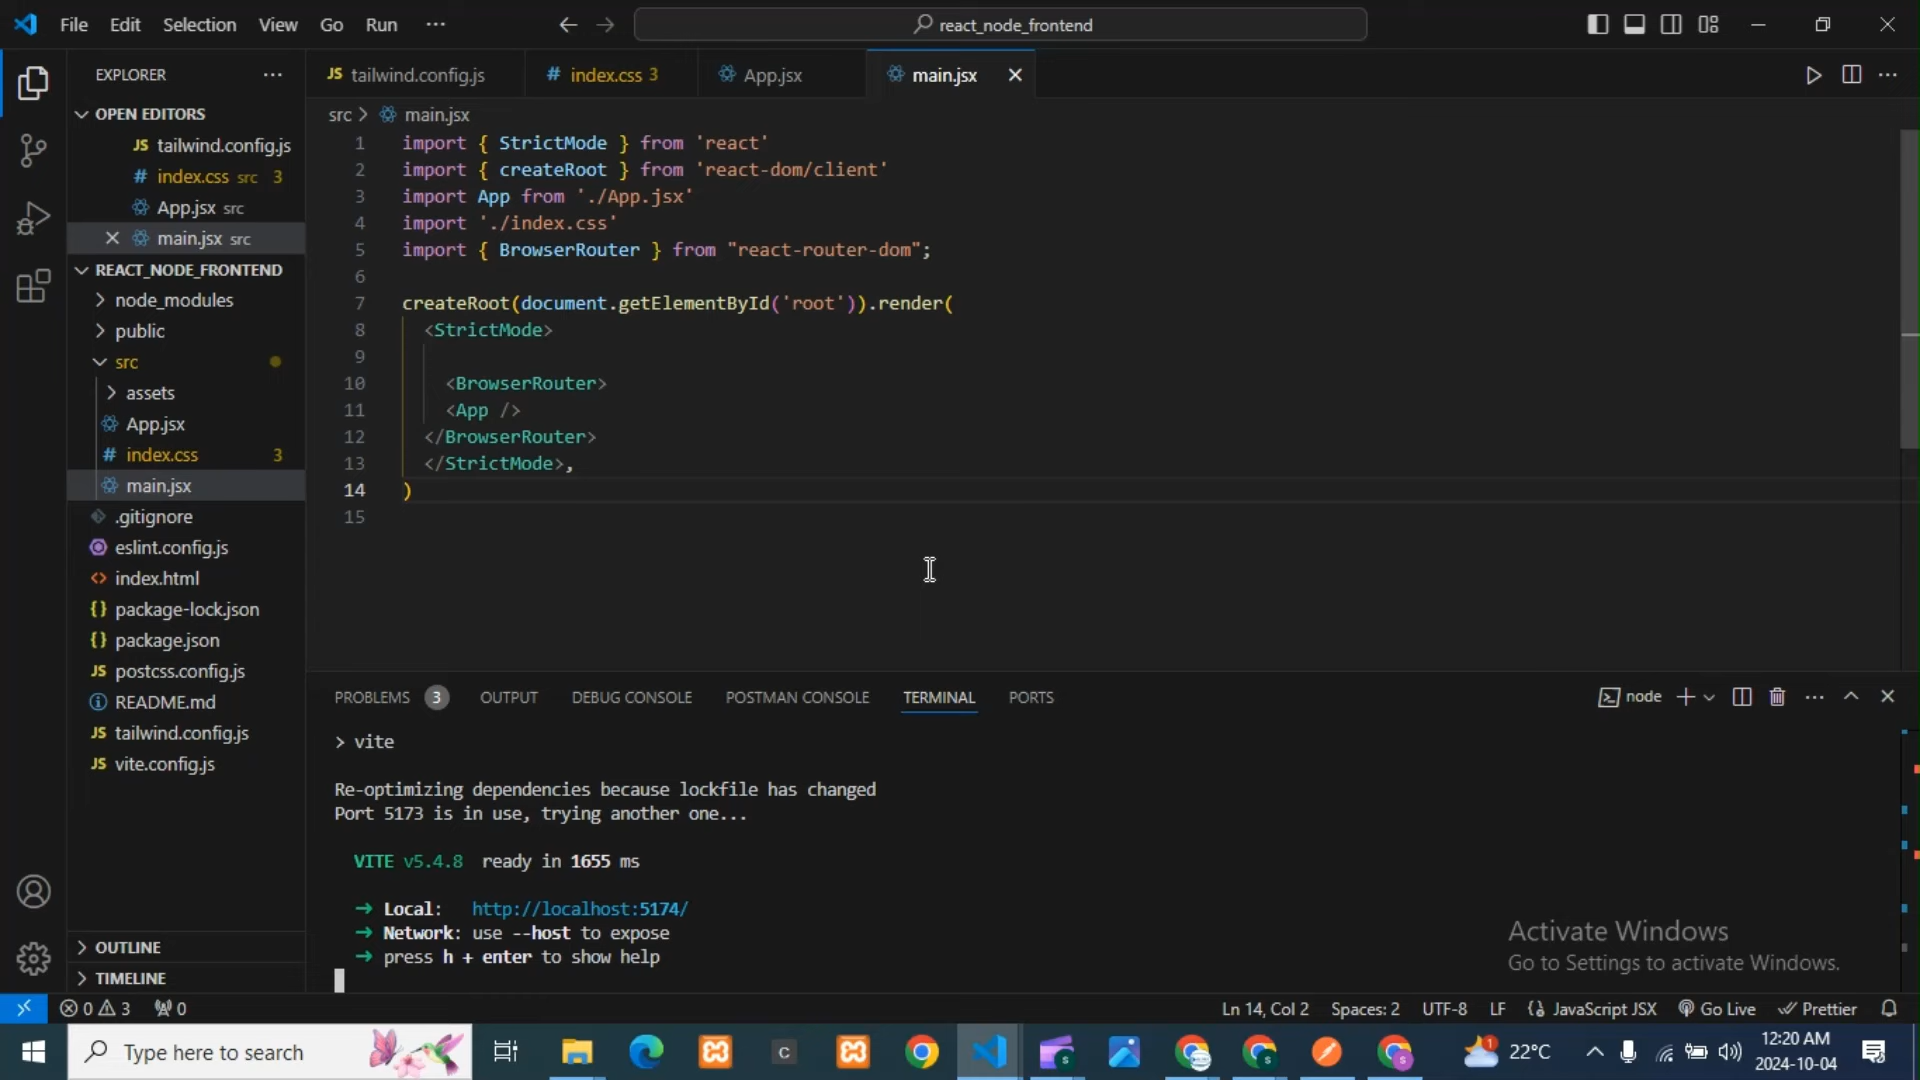 File Edit Selection View Go Run ··· react_node_frontend
EXPLORER ···
OPEN EDITORS
JS tailwind.config.js
# index.css src 3
App.jsx src
main.jsx src
REACT_NODE_FRONTEND
node_modules
public
src
assets
App.jsx
# index.css 3
main.jsx
.gitignore
eslint.config.js
<> index.html
{} package-lock.json
{} package.json
JS postcss.config.js
README.md
JS tailwind.config.js
JS vite.config.js
OUTLINE
TIMELINE
JS tailwind.config.js # index.css 3 App.jsx main.jsx
src > main.jsx
1 import { StrictMode } from 'react'
2 import { createRoot } from 'react-dom/client'
3 import App from './App.jsx'
4 import './index.css'
5 import { BrowserRouter } from "react-router-dom";
6
7 createRoot(document.getElementById('root')).render(
8 <StrictMode>
9
10 <BrowserRouter>
11 <App />
12 </BrowserRouter>
13 </StrictMode>,
14 )
15
PROBLEMS 3 OUTPUT DEBUG CONSOLE POSTMAN CONSOLE TERMINAL PORTS node
> vite
Re-optimizing dependencies because lockfile has changed
Port 5173 is in use, trying another one...
VITE v5.4.8 ready in 1655 ms
➜ Local: http://localhost:5174/
➜ Network: use --host to expose
➜ press h + enter to show help
Activate Windows
Go to Settings to activate Windows.
0 3 0 Ln 14, Col 2 Spaces: 2 UTF-8 LF JavaScript JSX Go Live Prettier
Type here to search 22°C 12:20 AM
2024-10-04